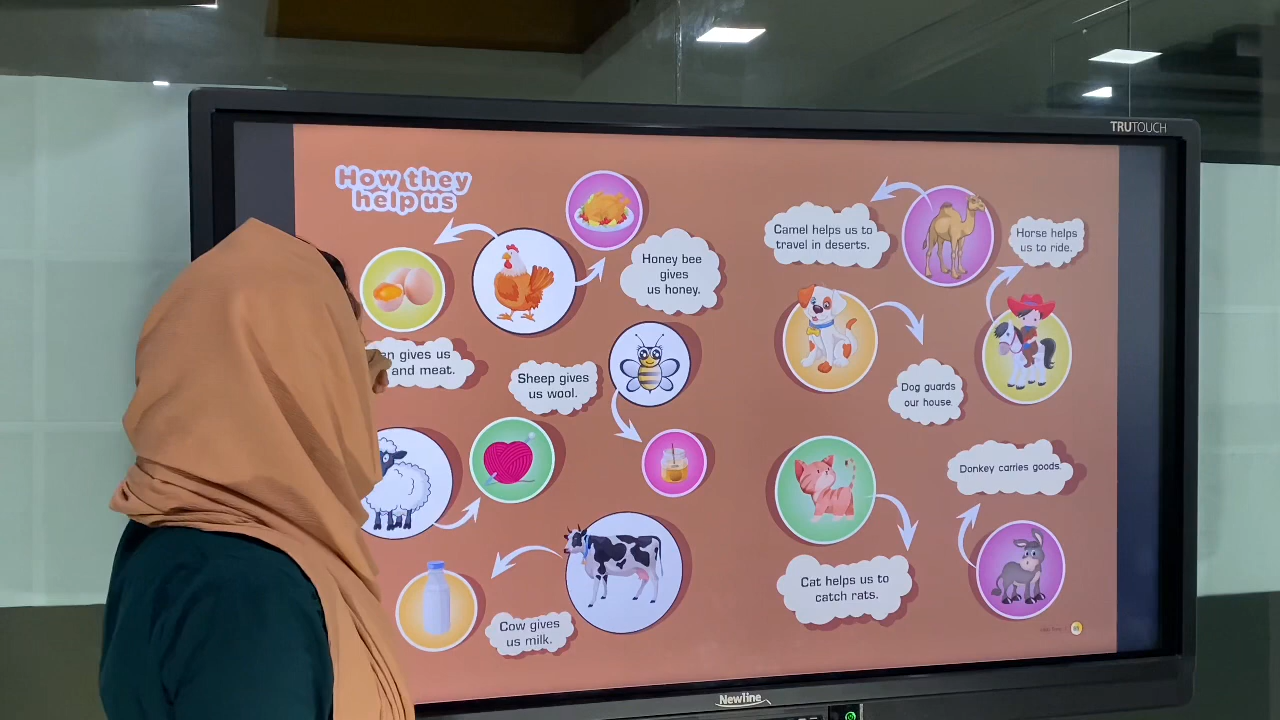 TRUTOUCH
How they
help us
Honey bee
gives
us honey.
n gives us
and meat.
Sheep gives
us wool.
Cow gives
us milk.
Camel helps us to
travel in deserts.
Horse helps
us to ride.
Dog guards
our house.
Donkey carries goods.
Cat helps us to
catch rats.
Newline